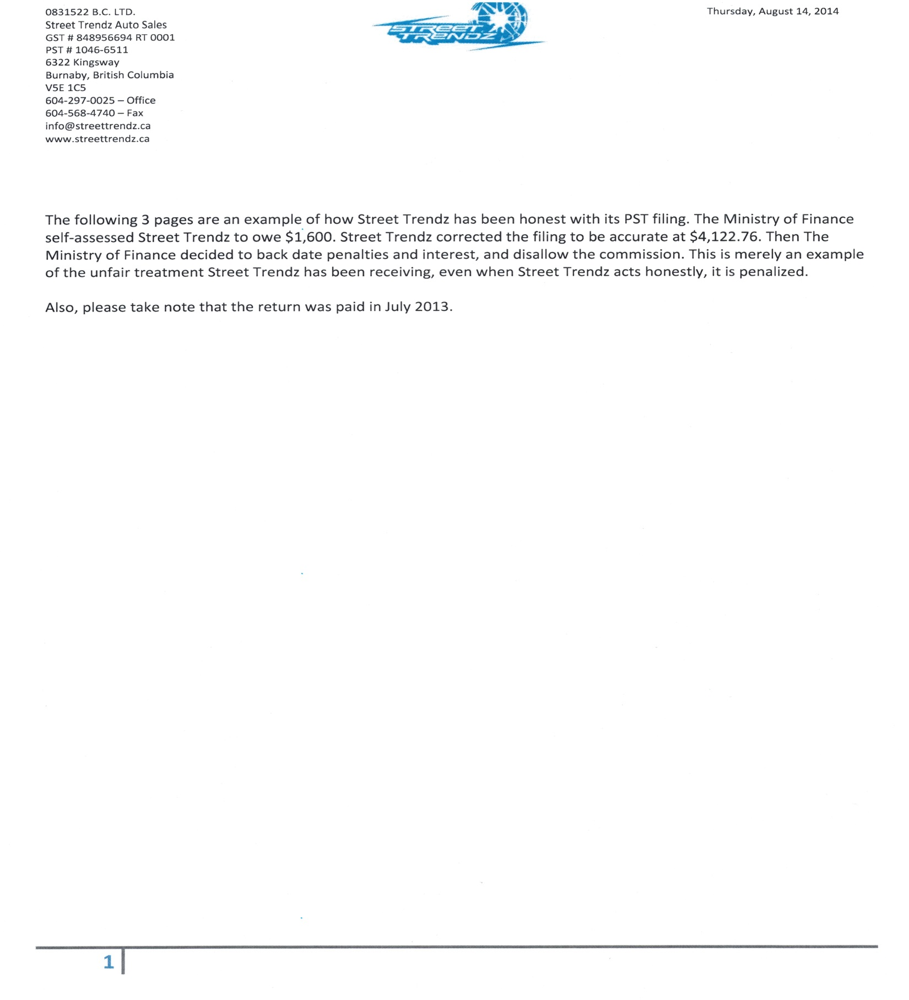 0831522 B.C. LTD.
Street Trendz Auto Sales
GST # 848956694 RT 0001
PST # 1046-6511
6322 Kingsway
Burnaby, British Columbia
V5E 1C5
604-297-0025 – Office
604-568-4740 – Fax
info@streettrendz.ca
www.streettrendz.ca
STREET
TRENDZ
Thursday, August 14, 2014
The following 3 pages are an example of how Street Trendz has been honest with its PST filing. The Ministry of Finance
self-assessed Street Trendz to owe $1,600. Street Trendz corrected the filing to be accurate at $4,122.76. Then The
Ministry of Finance decided to back date penalties and interest, and disallow the commission. This is merely an example
of the unfair treatment Street Trendz has been receiving, even when Street Trendz acts honestly, it is penalized.
Also, please take note that the return was paid in July 2013.
1